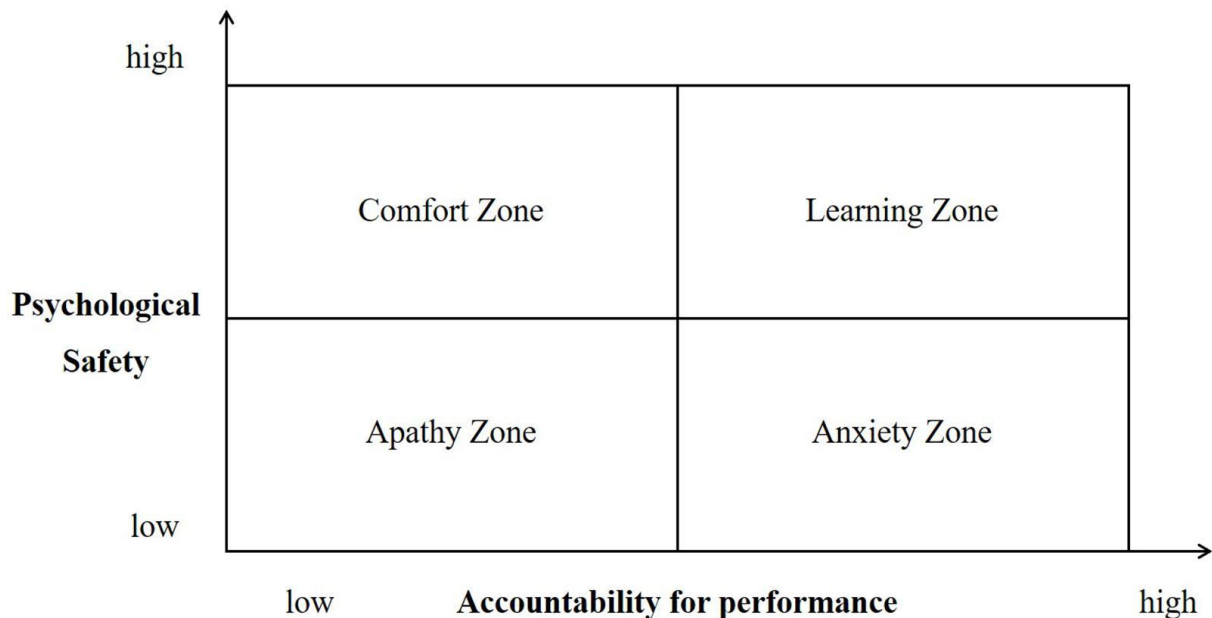 high
Comfort Zone
Learning Zone
Psychological
Safety
Apathy Zone
Anxiety Zone
low
low
Accountability for performance
high